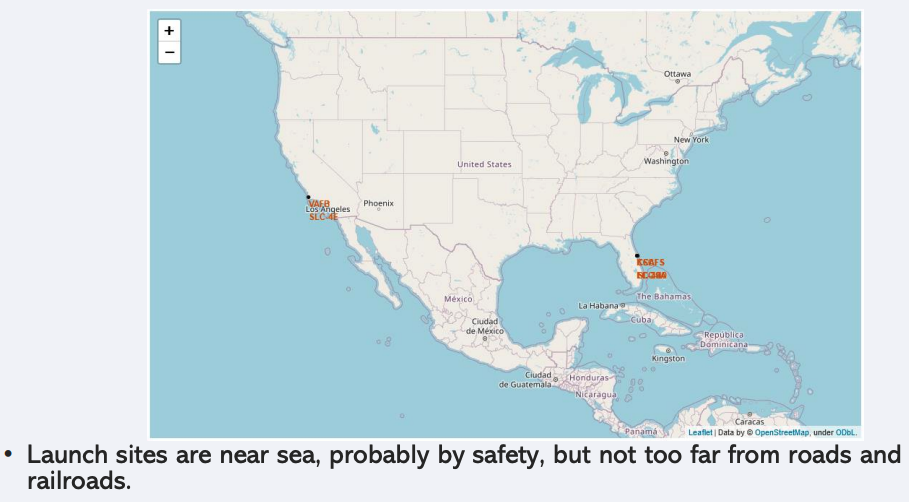 +
−
Ottawa
New York
Washington
United States
VAFB
Los Angeles
Phoenix
SLC-4E
The Bahamas
La Habana
México
Cuba
Ciudad
de México
República
Dominicana
Kingston
Ciudad
de Guatemala
Honduras
Nicaragua
Caracas
Panamá
Leaflet | Data by © OpenStreetMap, under ODbL.
• Launch sites are near sea, probably by safety, but not too far from roads and
railroads.